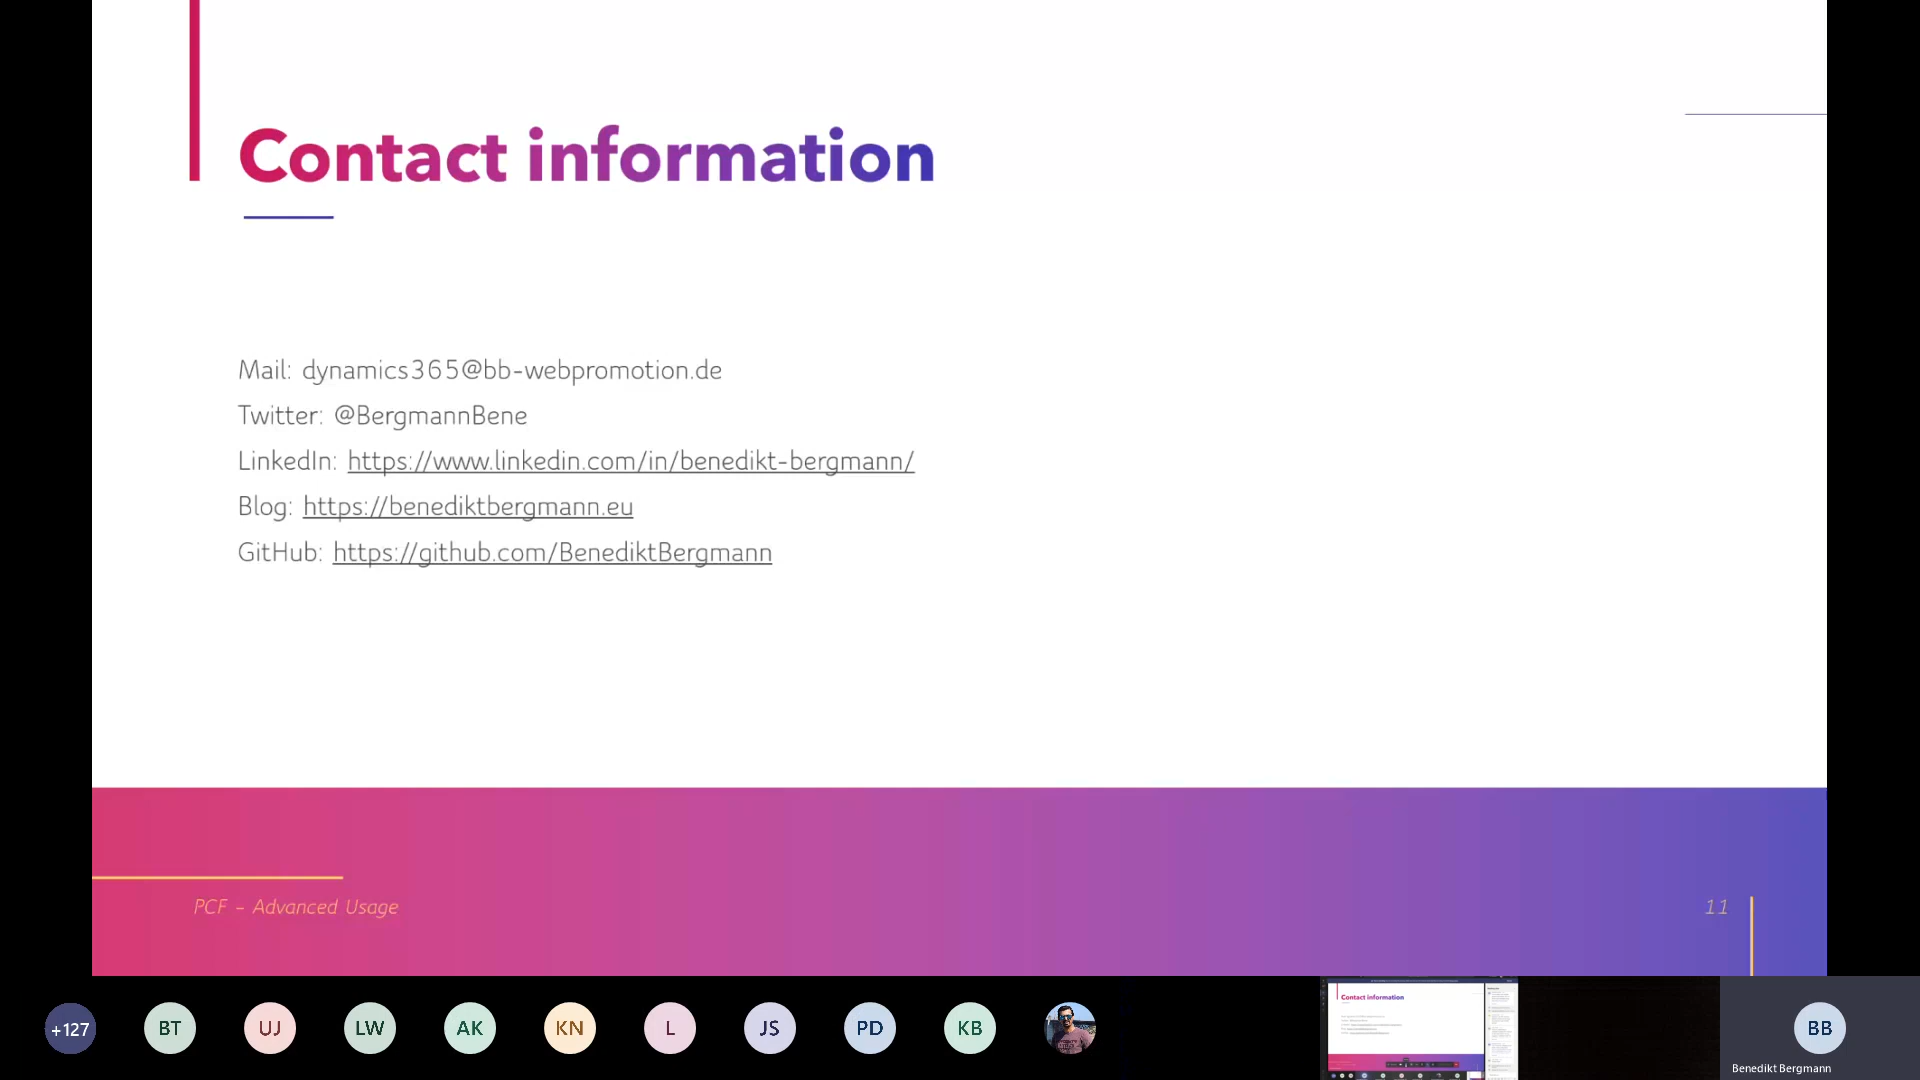 Contact information
Mail: dynamics365@bb-webpromotion.de
Twitter: @BergmannBene
LinkedIn: https://www.linkedin.com/in/benedikt-bergmann/
Blog: https://benediktbergmann.eu
GitHub: https://github.com/BenediktBergmann
PCF - Advanced Usage
11
+127
BT
UJ
LW
AK
KN
L
JS
PD
KB
Contact information
BB
Benedikt Bergmann